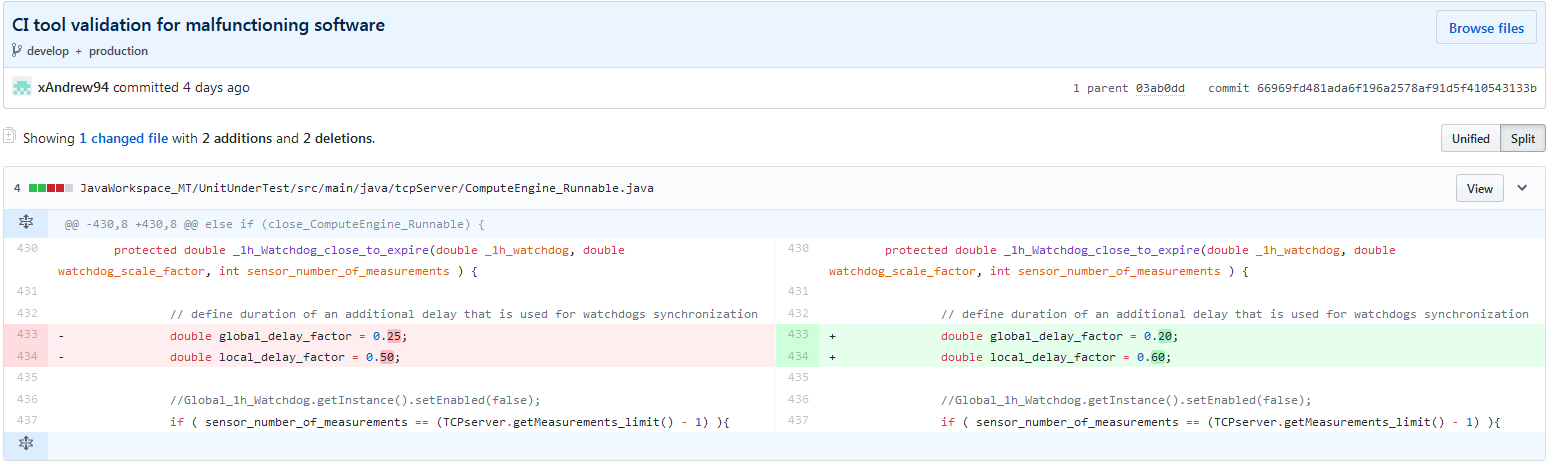 CI tool validation for malfunctioning software
Browse files
develop + production
xAndrew94 committed 4 days ago
1 parent 03ab0dd commit 66969fd481ada6f196a2578af91d5f410543133b
Showing 1 changed file with 2 additions and 2 deletions.
Unified Split
4 JavaWorkspace_MT/UnitUnderTest/src/main/java/tcpServer/ComputeEngine_Runnable.java
View
@@ -430,8 +430,8 @@ else if (close_ComputeEngine_Runnable) {
430 protected double _1h_Watchdog_close_to_expire(double _1h_watchdog, double
watchdog_scale_factor, int sensor_number_of_measurements ) {
431
432 // define duration of an additional delay that is used for watchdogs synchronization
433 - double global_delay_factor = 0.25;
434 - double local_delay_factor = 0.50;
435
436 //Global_1h_Watchdog.getInstance().setEnabled(false);
437 if ( sensor_number_of_measurements == (TCPserver.getMeasurements_limit() - 1) ){
430 protected double _1h_Watchdog_close_to_expire(double _1h_watchdog, double
watchdog_scale_factor, int sensor_number_of_measurements ) {
431
432 // define duration of an additional delay that is used for watchdogs synchronization
433 + double global_delay_factor = 0.20;
434 + double local_delay_factor = 0.60;
435
436 //Global_1h_Watchdog.getInstance().setEnabled(false);
437 if ( sensor_number_of_measurements == (TCPserver.getMeasurements_limit() - 1) ){